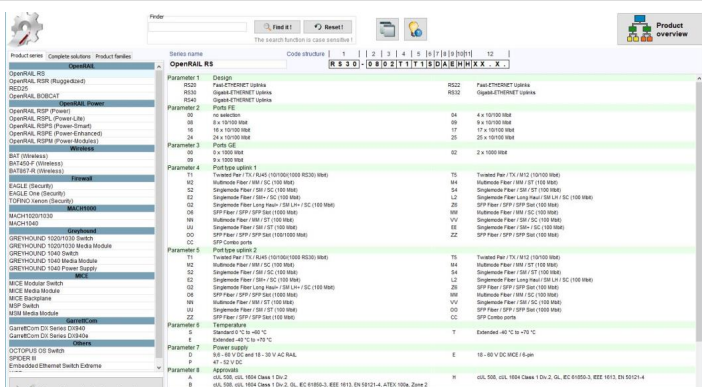 Finder
Find it !
Reset !
The search function is case sensitive !
Product overview
Product series Complete solutions Product families
OpenRAIL
OpenRAIL RS
OpenRAIL RSR (Ruggedized)
RED25
OpenRAIL BOBCAT
OpenRAIL Power
OpenRAIL RSP (Power)
OpenRAIL RSPL (Power-Lite)
OpenRAIL RSPS (Power-Smart)
OpenRAIL RSPE (Power-Enhanced)
OpenRAIL RSPM (Power-Modules)
Wireless
BAT (Wireless)
BAT450-F (Wireless)
BAT867-R (Wireless)
Firewall
EAGLE (Security)
EAGLE One (Security)
TOFINO Xenon (Security)
MACH1000
MACH1020/1030
MACH1040
Greyhound
GREYHOUND 1020/1030 Switch
GREYHOUND 1020/1030 Media Module
GREYHOUND 1040 Switch
GREYHOUND 1040 Media Module
GREYHOUND 1040 Power Supply
MICE
MICE Modular Switch
MICE Media Module
MICE Backplane
MSP Switch
MSM Media Module
GarrettCom
GarrettCom DX Series DX940
GarrettCom DX Series DX940e
Others
OCTOPUS OS Switch
SPIDER III
Embedded Ethernet Switch Extreme
Series name Code structure 1 2 3 4 5 6 7 8 9 10 11 12
OpenRAIL RS RS30-0802T1T1SDAEHHXX.X.
Parameter 1 Design
RS20 Fast-ETHERNET Uplinks RS22 Fast-ETHERNET Uplinks
RS30 Gigabit-ETHERNET Uplinks RS32 Gigabit-ETHERNET Uplinks
RS40 Gigabit-ETHERNET Uplinks
Parameter 2 Ports FE
00 no selection 04 4 x 10/100 Mbit
08 8 x 10/100 Mbit 09 9 x 10/100 Mbit
16 16 x 10/100 Mbit 17 17 x 10/100 Mbit
24 24 x 10/100 Mbit 25 25 x 10/100 Mbit
Parameter 3 Ports GE
00 0 x 1000 Mbit 02 2 x 1000 Mbit
09 9 x 1000 Mbit
Parameter 4 Port type uplink 1
T1 Twisted Pair / TX / RJ45 (10/100/(1000 RS30) Mbit) T5 Twisted Pair / TX / M12 (10/100 Mbit)
M2 Multimode Fiber / MM / SC (100 Mbit) M4 Multimode Fiber / MM / ST (100 Mbit)
S2 Singlemode Fiber / SM / SC (100 Mbit) S4 Singlemode Fiber / SM / ST (100 Mbit)
E2 Singlemode Fiber / SM+ / SC (100 Mbit) L2 Singlemode Fiber Long Haul / SM LH / SC (100 Mbit)
G2 Singlemode Fiber Long Haul+ / SM LH+ / SC (100 Mbit) Z6 SFP Fiber / SFP / SFP Slot (100 Mbit)
O6 SFP Fiber / SFP / SFP Slot (1000 Mbit) MM Multimode Fiber / MM / SC (100 Mbit)
NN Multimode Fiber / MM / ST (100 Mbit) VV Singlemode Fiber / SM / SC (100 Mbit)
UU Singlemode Fiber / SM / ST (100 Mbit) EE Singlemode Fiber / SM+ / SC (100 Mbit)
OO SFP Fiber / SFP / SFP Slot (100/1000 Mbit) ZZ SFP Fiber / SFP / SFP Slot (100 Mbit)
CC SFP Combo ports
Parameter 5 Port type uplink 2
T1 Twisted Pair / TX / RJ45 (10/100/(1000 RS30) Mbit) T5 Twisted Pair / TX / M12 (10/100 Mbit)
M2 Multimode Fiber / MM / SC (100 Mbit) M4 Multimode Fiber / MM / ST (100 Mbit)
S2 Singlemode Fiber / SM / SC (100 Mbit) S4 Singlemode Fiber / SM / ST (100 Mbit)
E2 Singlemode Fiber / SM+ / SC (100 Mbit) L2 Singlemode Fiber Long Haul / SM LH / SC (100 Mbit)
G2 Singlemode Fiber Long Haul+ / SM LH+ / SC (100 Mbit) Z6 SFP Fiber / SFP / SFP Slot (100 Mbit)
O6 SFP Fiber / SFP / SFP Slot (1000 Mbit) MM Multimode Fiber / MM / SC (100 Mbit)
NN Multimode Fiber / MM / ST (100 Mbit) VV Singlemode Fiber / SM / SC (100 Mbit)
UU Singlemode Fiber / SM / ST (100 Mbit) OO SFP Fiber / SFP / SFP Slot (1000 Mbit)
ZZ SFP Fiber / SFP / SFP Slot (100 Mbit) CC SFP Combo ports
Parameter 6 Temperature
S Standard 0 °C to +60 °C T Extended -40 °C to +70 °C
E Extended -40 °C to +70 °C
Parameter 7 Power supply
D 9,6 - 60 V DC and 18 - 30 V AC RAIL E 18 - 60 V DC MICE / 6-pin
P 47 - 52 V DC
Parameter 8 Approvals
A cUL 508, cUL 1604 Class 1 Div.2 H cUL 508, cUL 1604 Class 1 Div.2, GL, IEC 61850-3, IEEE 1613, EN 50121-4
B cUL 508, cUL 1604 Class 1 Div.2, GL, IEC 61850-3, IEEE 1613, EN 50121-4, ATEX 100a, Zone 2